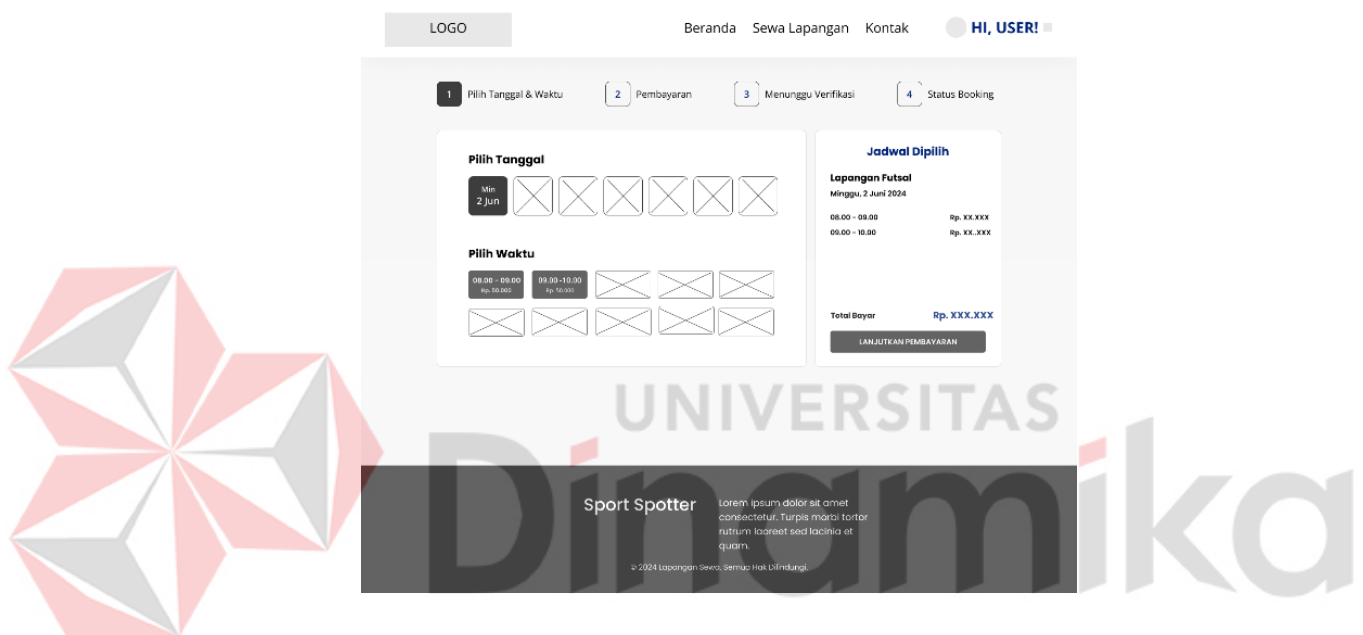 LOGO
Beranda Sewa Lapangan Kontak
HI, USER!
1 Pilih Tanggal & Waktu
2 Pembayaran
3 Menunggu Verifikasi
4 Status Booking
Pilih Tanggal
Min
2 Jun
Pilih Waktu
08.00 - 09.00
Rp. 50.000
09.00 -10.00
Rp. 50.000
Jadwal Dipilih
Lapangan Futsal
Minggu, 2 Juni 2024
08.00 - 09.00 Rp. XX.XXX
09.00 - 10.00 Rp. XX..XXX
Total Bayar Rp. XXX.XXX
LANJUTKAN PEMBAYARAN
UNIVERSITAS
Dinamika
Sport Spotter
Lorem ipsum dolor sit amet
consectetur. Turpis morbi tortor
rutrum laoreet sed lacinia et
quam.
© 2024 Lapangan Sewa, Semua Hak Dilindungi.